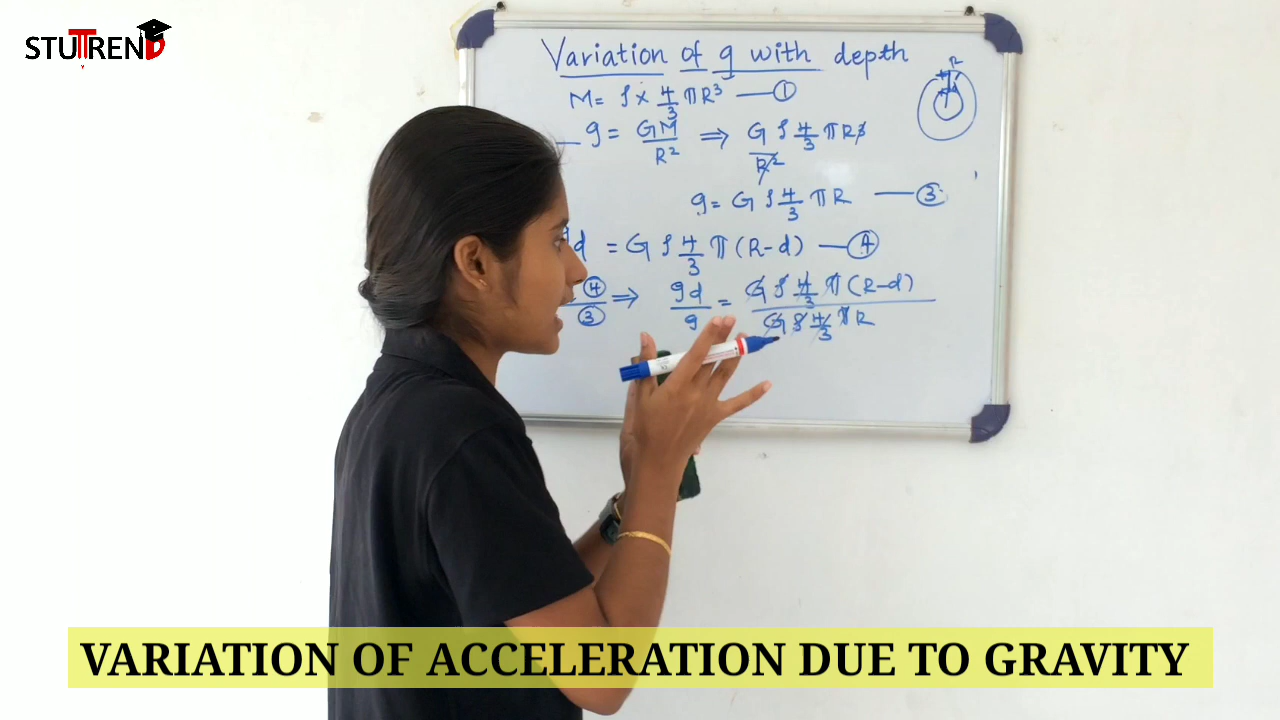 STUTREND
Variation of g with depth
R
M = ρ × 4/3 πR³ —①
d
g = GM/R² ⇒ G ρ 4/3 πR³/R²
g = G ρ 4/3 πR —③
gd = G ρ 4/3 π (R-d) —④
④/③ ⇒ gd/g = G ρ 4/3 π (R-d) / G ρ 4/3 π R
VARIATION OF ACCELERATION DUE TO GRAVITY